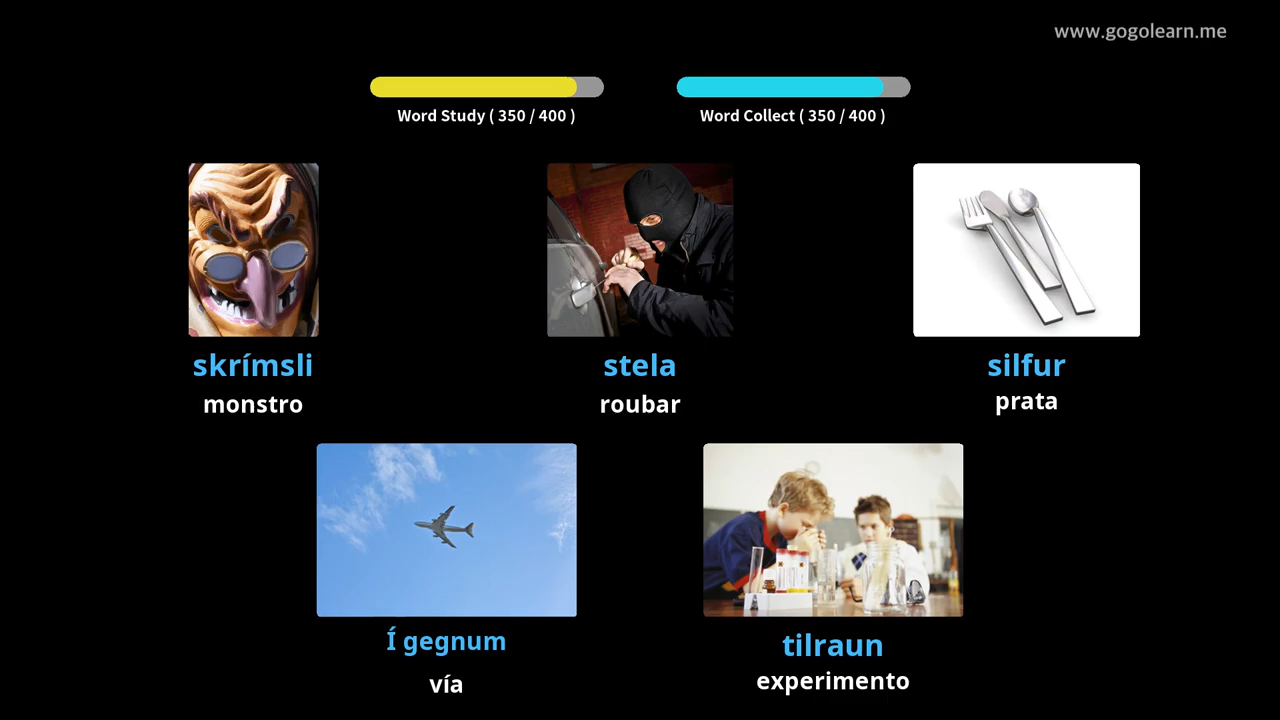 www.gogolearn.me
Word Study ( 350 / 400 )
Word Collect ( 350 / 400 )
skrímsli
monstro
stela
roubar
silfur
prata
Í gegnum
vía
tilraun
experimento